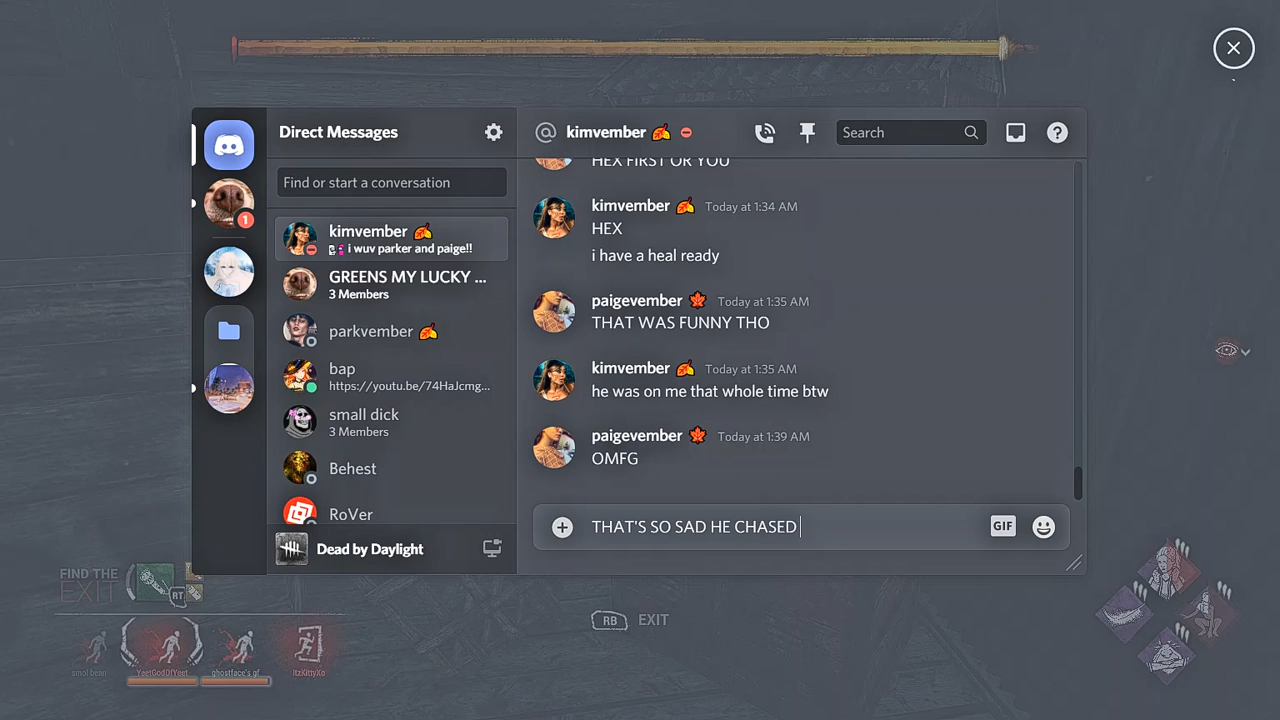 Direct Messages
Find or start a conversation
kimvember 🍂
i wuv parker and paige!!
GREENS MY LUCKY ...
3 Members
parkvember 🍂
bap
https://youtu.be/74HaJcmg...
small dick
3 Members
Behest
RoVer
Dead by Daylight
1
@ kimvember 🍂
Search
HEX FIRST OR YOU
kimvember 🍂 Today at 1:34 AM
HEX
i have a heal ready
paigevember 🍁 Today at 1:35 AM
THAT WAS FUNNY THO
kimvember 🍂 Today at 1:35 AM
he was on me that whole time btw
paigevember 🍁 Today at 1:39 AM
OMFG
THAT'S SO SAD HE CHASED
GIF
FIND THE
EXIT
RT
RB EXIT
smol bean
YeetGodOfYeet
ghostface's gf
ItzKittyXo